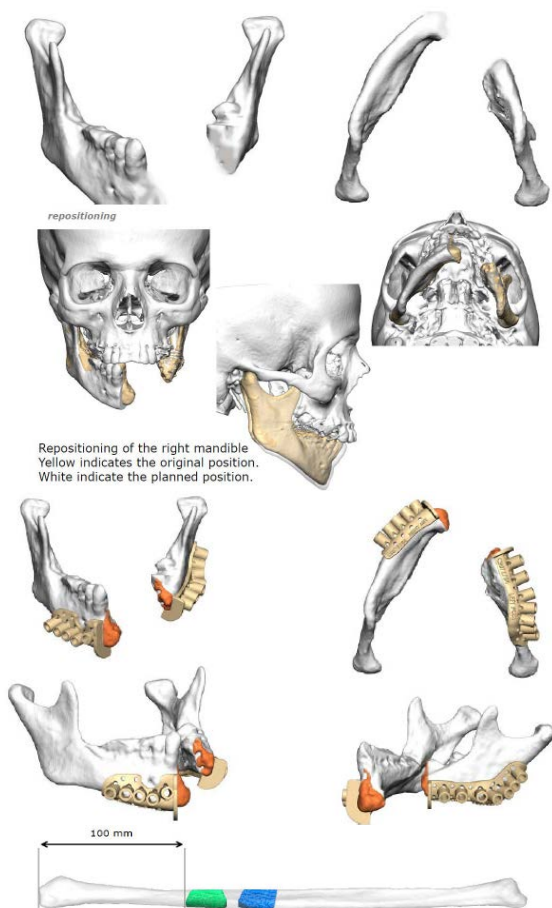 repositioning
Repositioning of the right mandible
Yellow indicates the original position.
White indicate the planned position.
100 mm